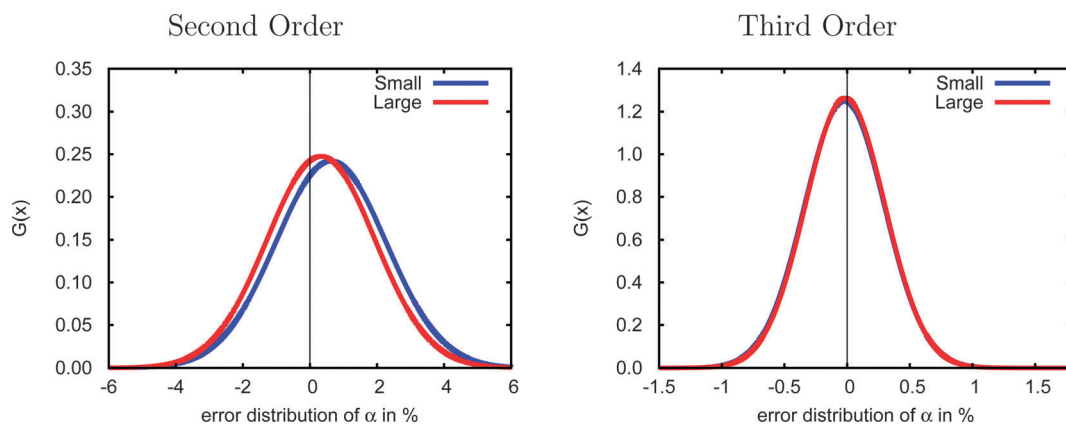 Second Order
0.35
0.30
0.25
0.20
0.15
0.10
0.05
0.00
G(x)
Small
Large
-6 -4 -2 0 2 4 6
error distribution of α in %
Third Order
1.4
1.2
1.0
0.8
0.6
0.4
0.2
0.0
G(x)
Small
Large
-1.5 -1 -0.5 0 0.5 1 1.5
error distribution of α in %